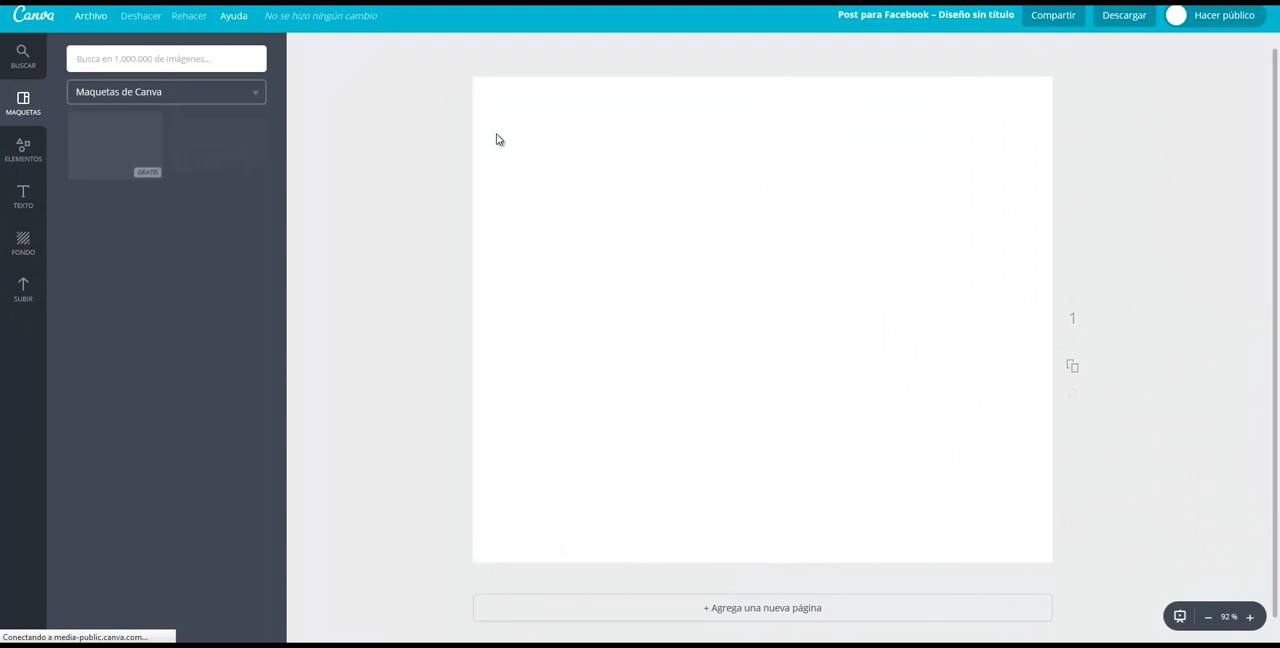 Canva Archivo Deshacer Rehacer Ayuda No se hizo ningún cambio Post para Facebook – Diseño sin título Compartir Descargar Hacer público
BUSCAR
Busca en 1.000.000 de imágenes...
MAQUETAS
Maquetas de Canva
GRATIS
ELEMENTOS
TEXTO
FONDO
SUBIR
1
+ Agrega una nueva página
92 %
Conectando a media-public.canva.com...